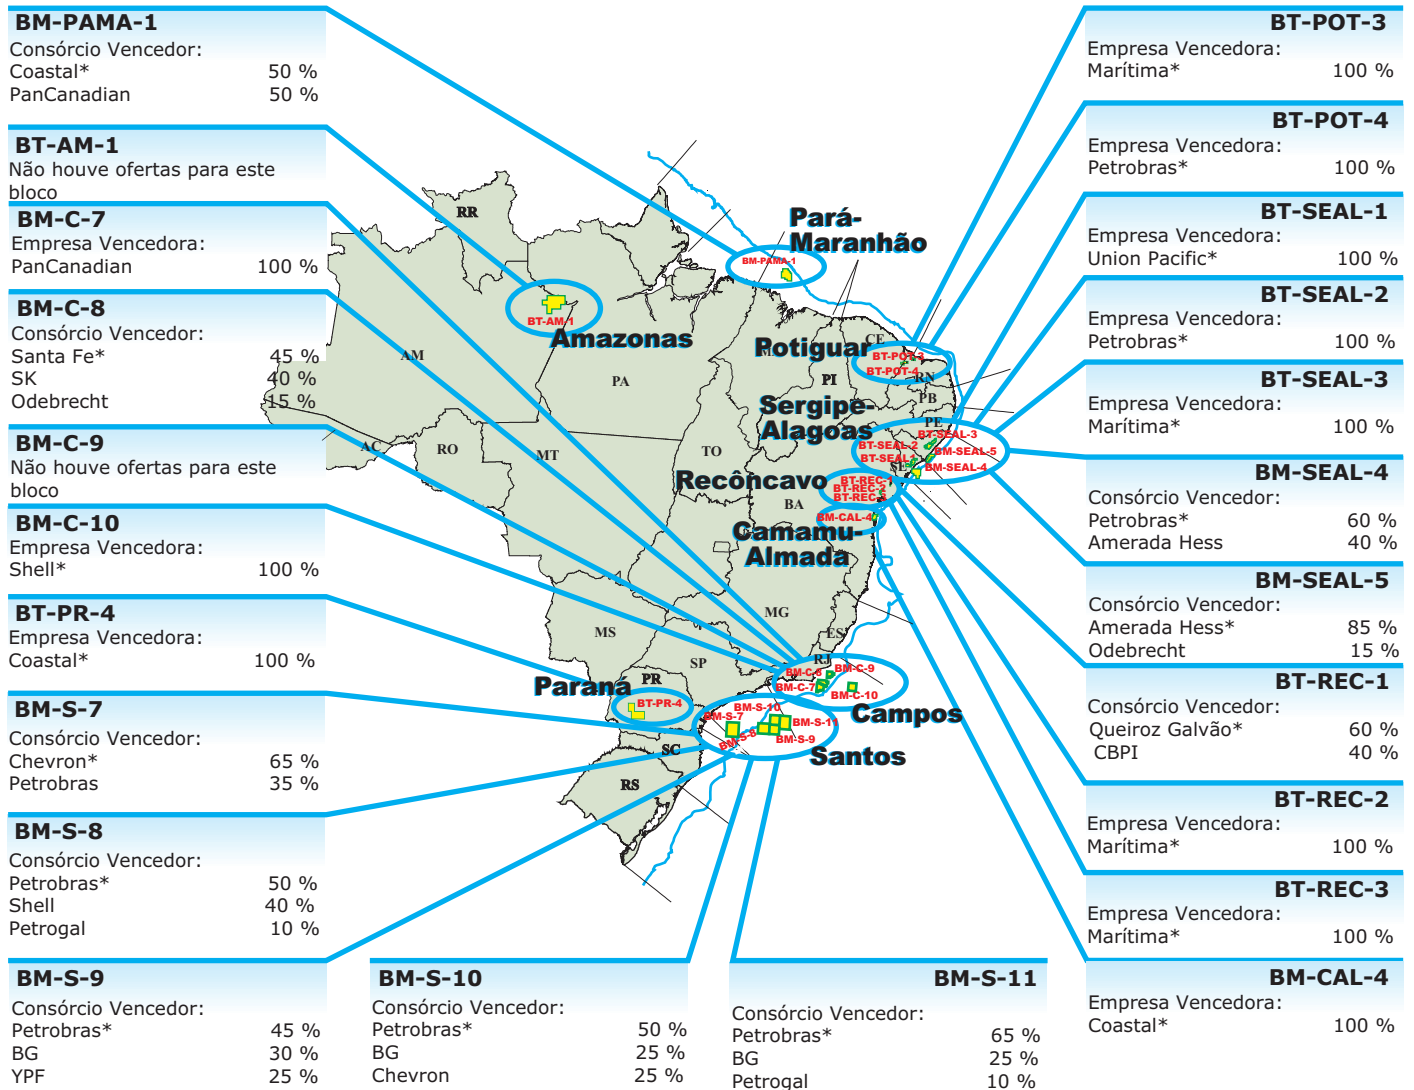 BM-PAMA-1
Consórcio Vencedor:
Coastal* 50 %
PanCanadian 50 %
BT-AM-1
Não houve ofertas para este
bloco
BM-C-7
Empresa Vencedora:
PanCanadian 100 %
BM-C-8
Consórcio Vencedor:
Santa Fe* 45 %
SK 40 %
Odebrecht 15 %
BM-C-9
Não houve ofertas para este
bloco
BM-C-10
Empresa Vencedora:
Shell* 100 %
BT-PR-4
Empresa Vencedora:
Coastal* 100 %
BM-S-7
Consórcio Vencedor:
Chevron* 65 %
Petrobras 35 %
BM-S-8
Consórcio Vencedor:
Petrobras* 50 %
Shell 40 %
Petrogal 10 %
BM-S-9
Consórcio Vencedor:
Petrobras* 45 %
BG 30 %
YPF 25 %
BM-S-10
Consórcio Vencedor:
Petrobras* 50 %
BG 25 %
Chevron 25 %
BM-S-11
Consórcio Vencedor:
Petrobras* 65 %
BG 25 %
Petrogal 10 %
BT-POT-3
Empresa Vencedora:
Marítima* 100 %
BT-POT-4
Empresa Vencedora:
Petrobras* 100 %
BT-SEAL-1
Empresa Vencedora:
Union Pacific* 100 %
BT-SEAL-2
Empresa Vencedora:
Petrobras* 100 %
BT-SEAL-3
Empresa Vencedora:
Marítima* 100 %
BM-SEAL-4
Consórcio Vencedor:
Petrobras* 60 %
Amerada Hess 40 %
BM-SEAL-5
Consórcio Vencedor:
Amerada Hess* 85 %
Odebrecht 15 %
BT-REC-1
Consórcio Vencedor:
Queiroz Galvão* 60 %
CBPI 40 %
BT-REC-2
Empresa Vencedora:
Marítima* 100 %
BT-REC-3
Empresa Vencedora:
Marítima* 100 %
BM-CAL-4
Empresa Vencedora:
Coastal* 100 %
RR
Pará-
Maranhão
BM-PAMA-1
BT-AM-1
Amazonas
AM
PA
Potiguar
CE
BT-POT-3
BT-POT-4
RN
PI
PB
PE
Sergipe-
Alagoas
BT-SEAL-3
BT-SEAL-2
BM-SEAL-5
BT-SEAL-1
BM-SEAL-4
SE
AC
RO
MT
TO
Recôncavo
BT-REC-1
BT-REC-2
BT-REC-3
BA
BM-CAL-4
Camamu-
Almada
MG
ES
MS
SP
RJ
BM-C-8
BM-C-9
BM-C-7
BM-C-10
Campos
PR
Paraná
BT-PR-4
BM-S-10
BM-S-7
BM-S-11
BM-S-8
BM-S-9
Santos
SC
RS